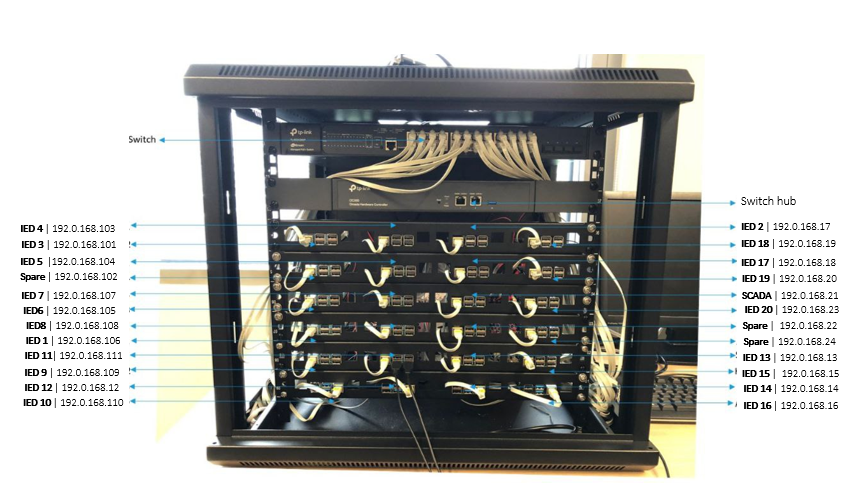 tp-link
Switch
tp-link
Switch hub
IED 4 | 192.0.168.103
IED 3 | 192.0.168.101
IED 5 | 192.0.168.104
Spare | 192.0.168.102
IED 7 | 192.0.168.107
IED6 | 192.0.168.105
IED8 | 192.0.168.108
IED 1 | 192.0.168.106
IED 11 | 192.0.168.111
IED 9 | 192.0.168.109
IED 12 | 192.0.168.12
IED 10 | 192.0.168.110
IED 2 | 192.0.168.17
IED 18 | 192.0.168.19
IED 17 | 192.0.168.18
IED 19 | 192.0.168.20
SCADA | 192.0.168.21
IED 20 | 192.0.168.23
Spare | 192.0.168.22
Spare | 192.0.168.24
IED 13 | 192.0.168.13
IED 15 | 192.0.168.15
IED 14 | 192.0.168.14
IED 16 | 192.0.168.16